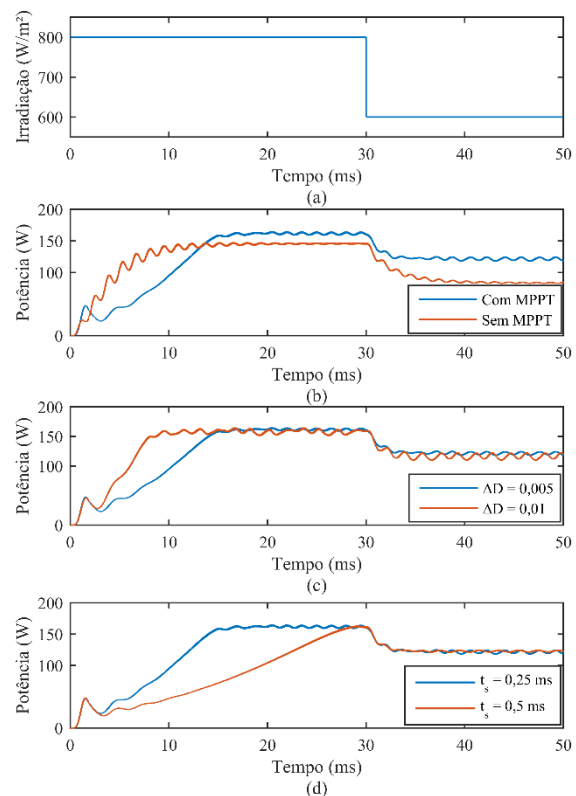 Irradiação (W/m²)
800
700
600
0 10 20 30 40 50
Tempo (ms)
(a)
Potência (W)
200
150
100
0
Com MPPT
Sem MPPT
0 10 20 30 40 50
Tempo (ms)
(b)
Potência (W)
200
150
100
0
ΔD = 0,005
ΔD = 0,01
0 10 20 30 40 50
Tempo (ms)
(c)
Potência (W)
200
150
100
0
t_s = 0,25 ms
t_s = 0,5 ms
0 10 20 30 40 50
Tempo (ms)
(d)